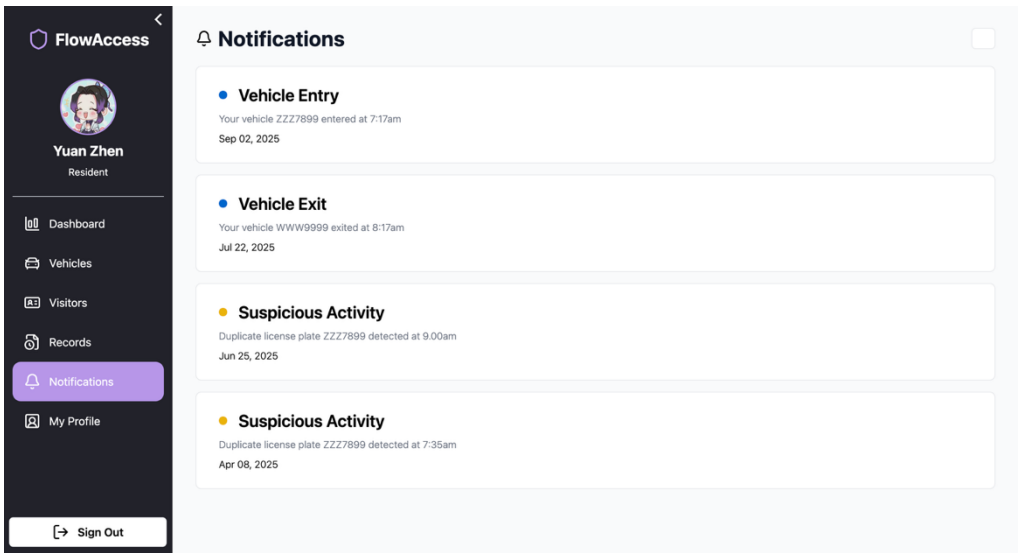 FlowAccess
Yuan Zhen
Resident
Dashboard
Vehicles
Visitors
Records
Notifications
My Profile
Sign Out
Notifications
Vehicle Entry
Your vehicle ZZZ7899 entered at 7:17am
Sep 02, 2025
Vehicle Exit
Your vehicle WWW9999 exited at 8:17am
Jul 22, 2025
Suspicious Activity
Duplicate license plate ZZZ7899 detected at 9.00am
Jun 25, 2025
Suspicious Activity
Duplicate license plate ZZZ7899 detected at 7:35am
Apr 08, 2025